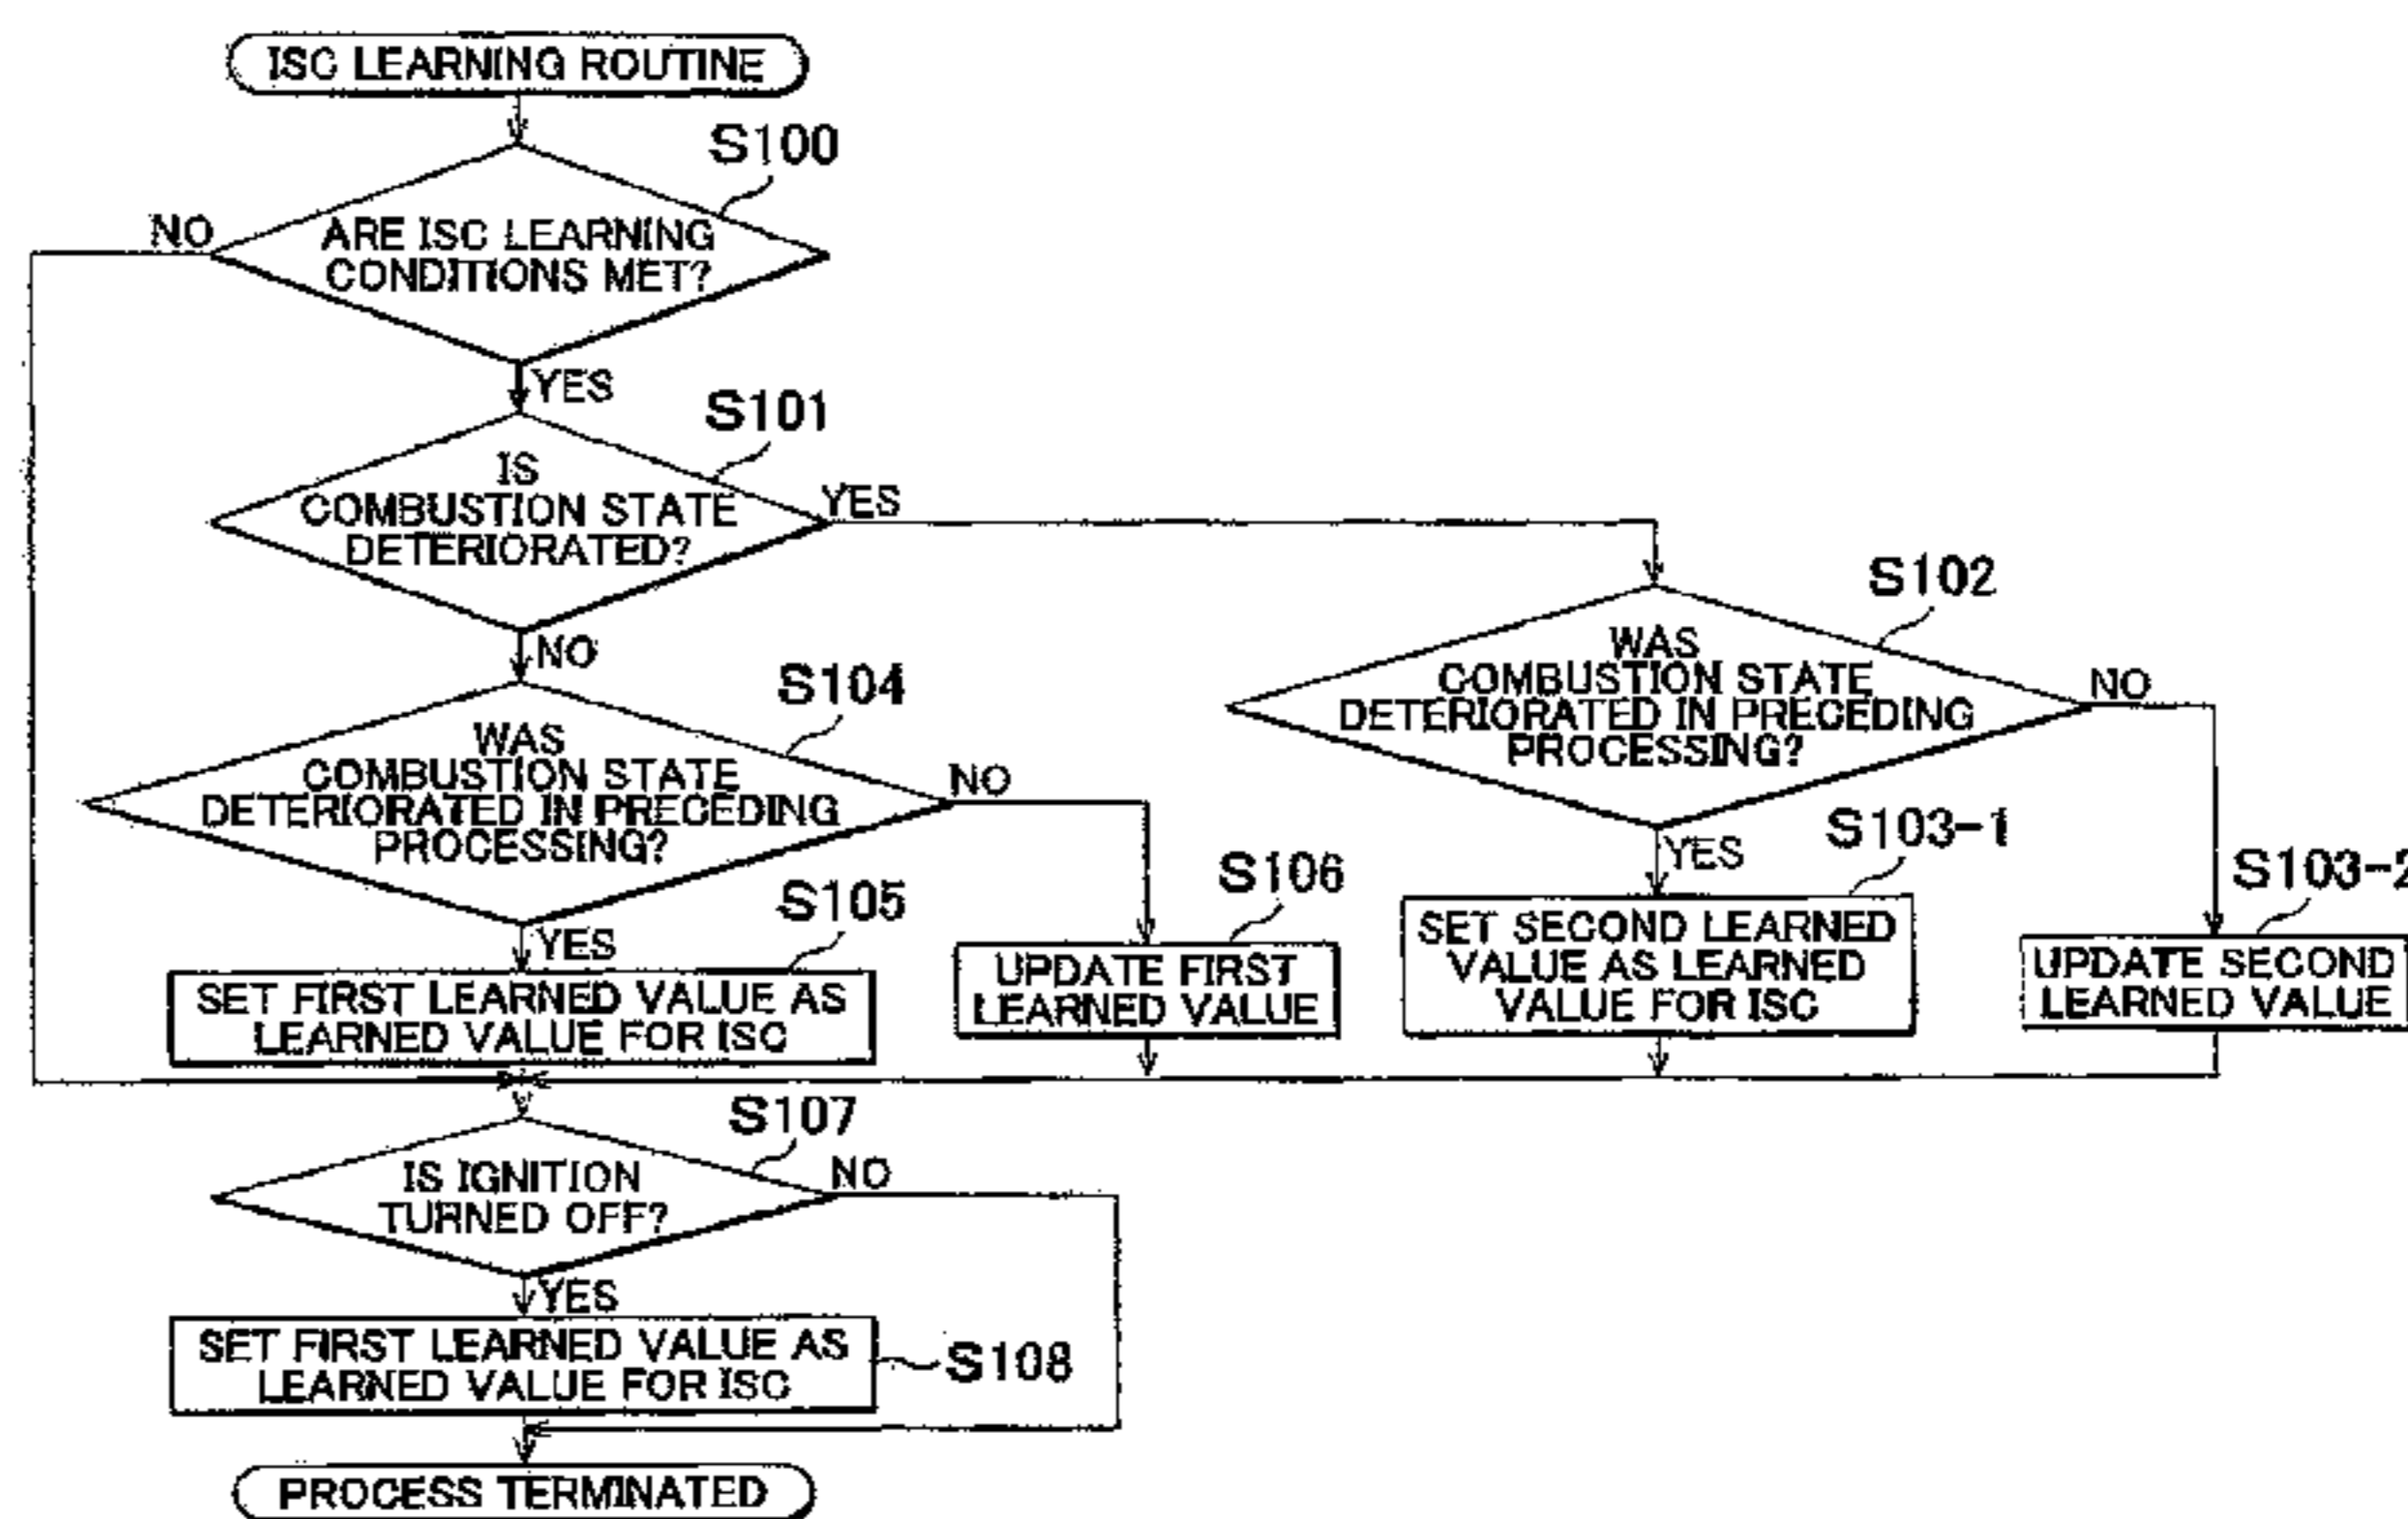 ISC LEARNING ROUTINE
S100
NO
ARE ISC LEARNING
CONDITIONS MET?
YES
S101
IS
COMBUSTION STATE
DETERIORATED?
YES
S102
WAS
COMBUSTION STATE
DETERIORATED IN PRECEDING
PROCESSING?
NO
NO
S104
WAS
COMBUSTION STATE
DETERIORATED IN PRECEDING
PROCESSING?
NO
YES
S103-1
S103-2
S106
S105
YES
SET FIRST LEARNED VALUE AS
LEARNED VALUE FOR ISC
UPDATE FIRST
LEARNED VALUE
SET SECOND LEARNED
VALUE AS LEARNED
VALUE FOR ISC
UPDATE SECOND
LEARNED VALUE
S107
IS IGNITION
TURNED OFF?
NO
YES
SET FIRST LEARNED VALUE AS
LEARNED VALUE FOR ISC
S108
PROCESS TERMINATED